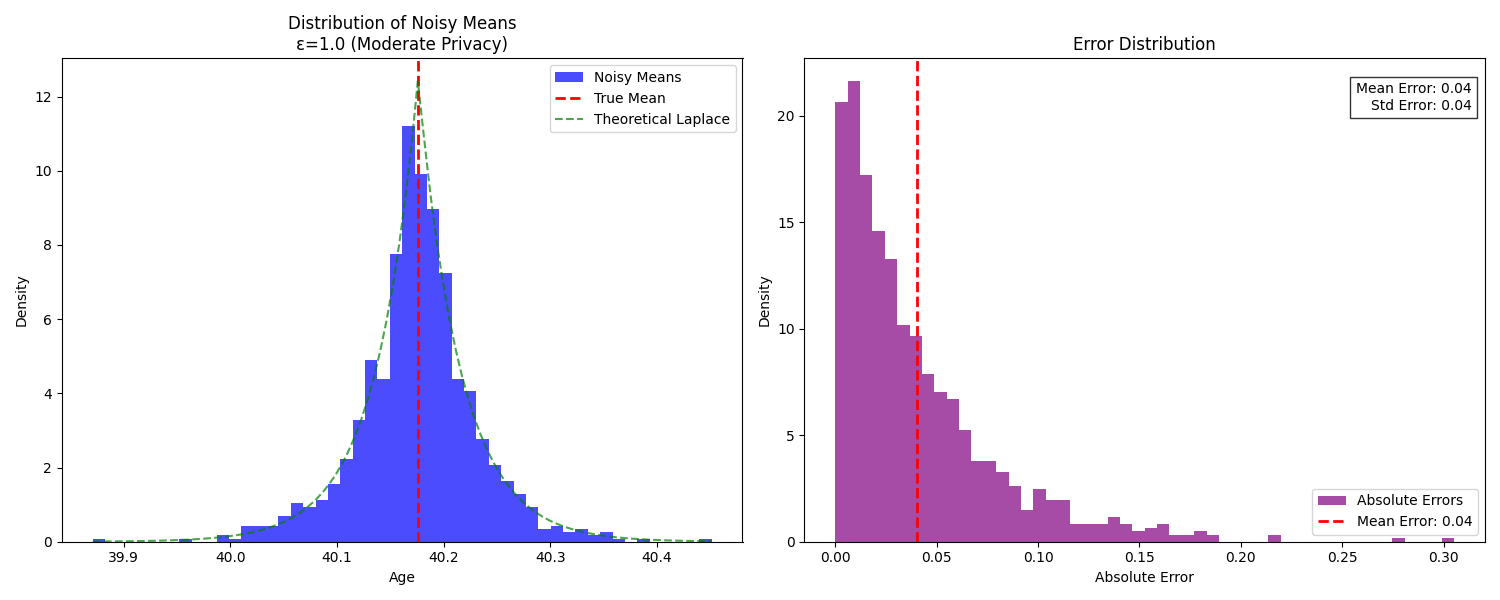 Distribution of Noisy Means
ε=1.0 (Moderate Privacy)
Noisy Means
True Mean
Theoretical Laplace
Density
12
10
8
6
4
2
0
39.9
40.0
40.1
40.2
40.3
40.4
Age
Error Distribution
Mean Error: 0.04
Std Error: 0.04
Density
20
15
10
5
0
Absolute Errors
Mean Error: 0.04
0.00
0.05
0.10
0.15
0.20
0.25
0.30
Absolute Error